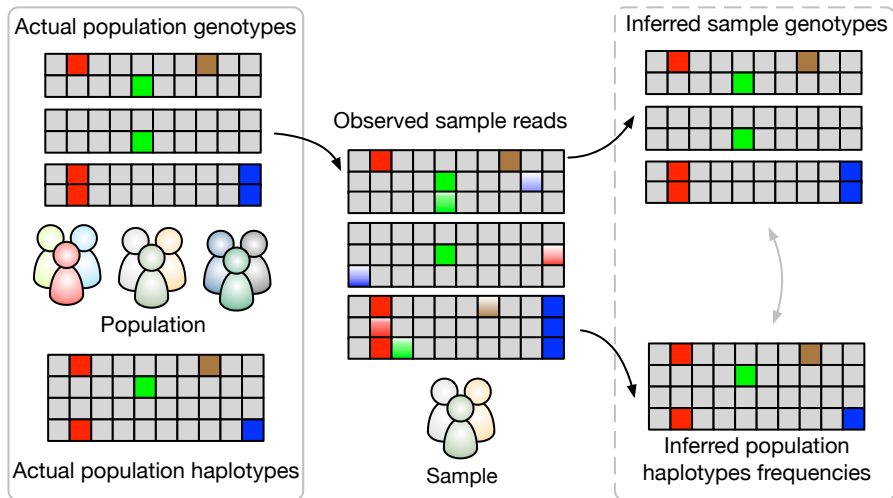 Actual population genotypes
Population
Actual population haplotypes
Observed sample reads
Sample
Inferred sample genotypes
Inferred population
haplotypes frequencies